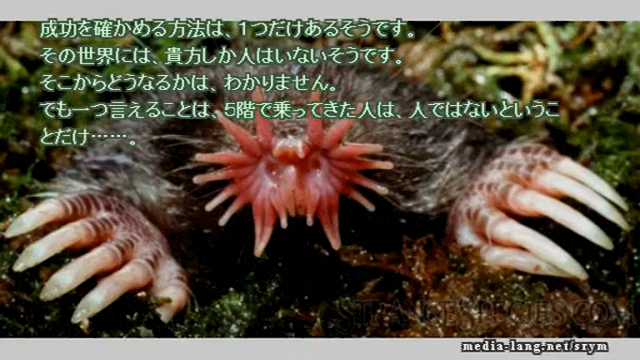 成功を確かめる方法は、１つだけあるそうです。
その世界には、貴方しか人はいないそうです。
そこからどうなるかは、わかりません。
でも一つ言えることは、５階で乗ってきた人は、人ではないというこ
とだけ……。
STRANGESPECIES.COM
media-lang.net/srym